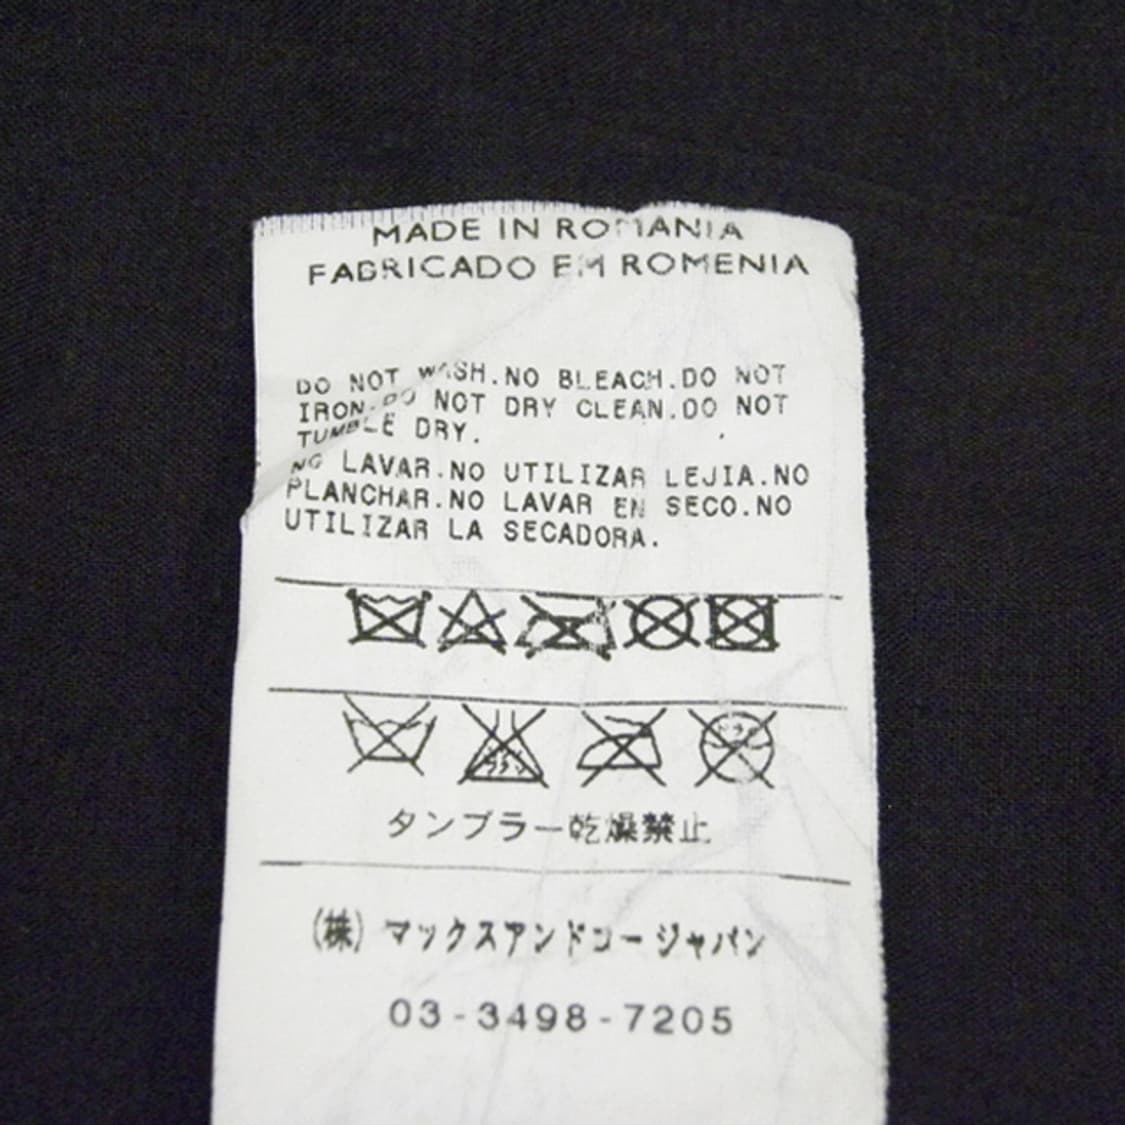 MADE IN ROMANIA
FABRICADO EM ROMENIA
DO NOT WASH.NO BLEACH.DO NOT
IRON.DO NOT DRY CLEAN.DO NOT
TUMBLE DRY.
NO LAVAR.NO UTILIZAR LEJIA.NO
PLANCHAR.NO LAVAR EN SECO.NO
UTILIZAR LA SECADORA.
タンブラー乾燥禁止
(株) マックスアンドコー ジャパン
03-3498-7205